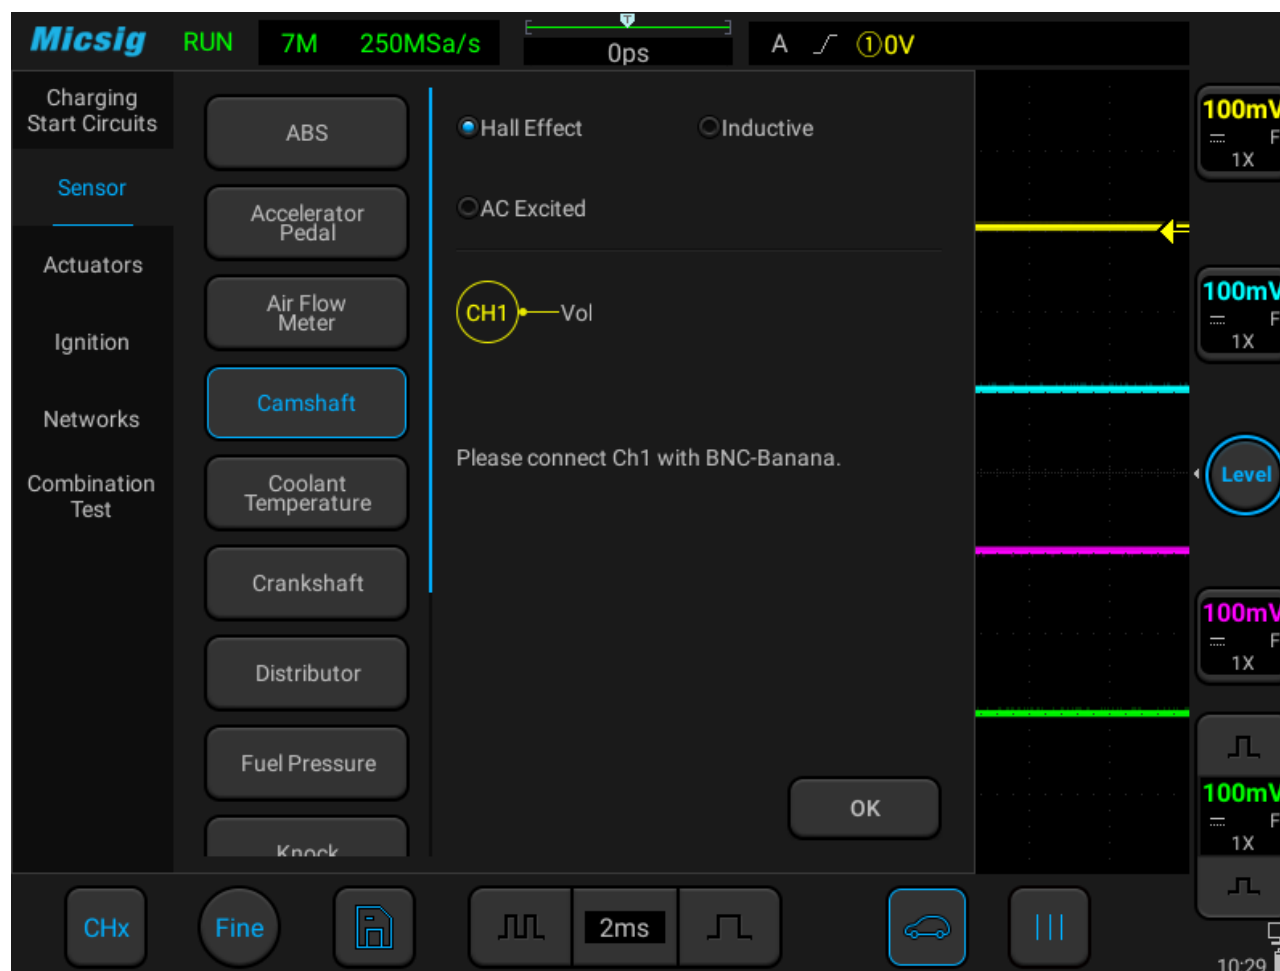 Micsig RUN 7M 250MSa/s 0ps A ①0V
T
Charging
Start Circuits
Sensor
Actuators
Ignition
Networks
Combination
Test
ABS
Accelerator
Pedal
Air Flow
Meter
Camshaft
Coolant
Temperature
Crankshaft
Distributor
Fuel Pressure
Knock
Hall Effect Inductive
AC Excited
CH1 Vol
Please connect Ch1 with BNC-Banana.
OK
100mV
F
1X
100mV
F
1X
Level
100mV
F
1X
100mV
F
1X
CHx Fine 2ms
10:29